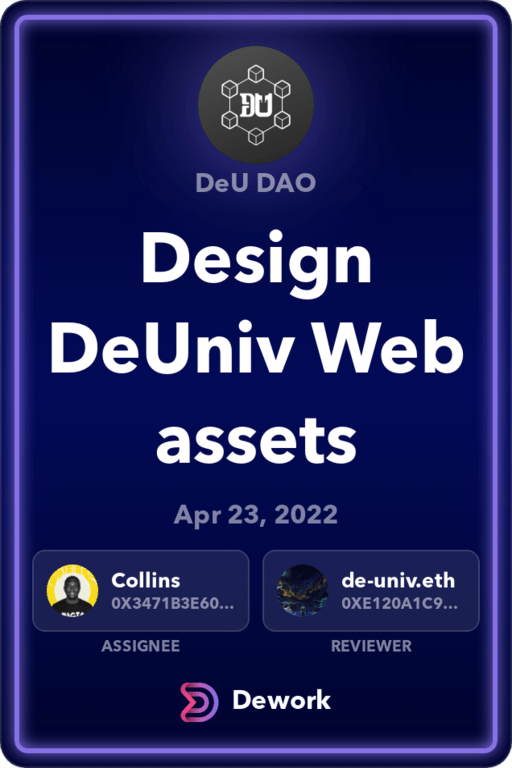 DU
DeU DAO
Design
DeUniv Web
assets
Apr 23, 2022
Collins
0X3471B3E60...
de-univ.eth
0XE120A1C9...
ASSIGNEE
REVIEWER
Dework